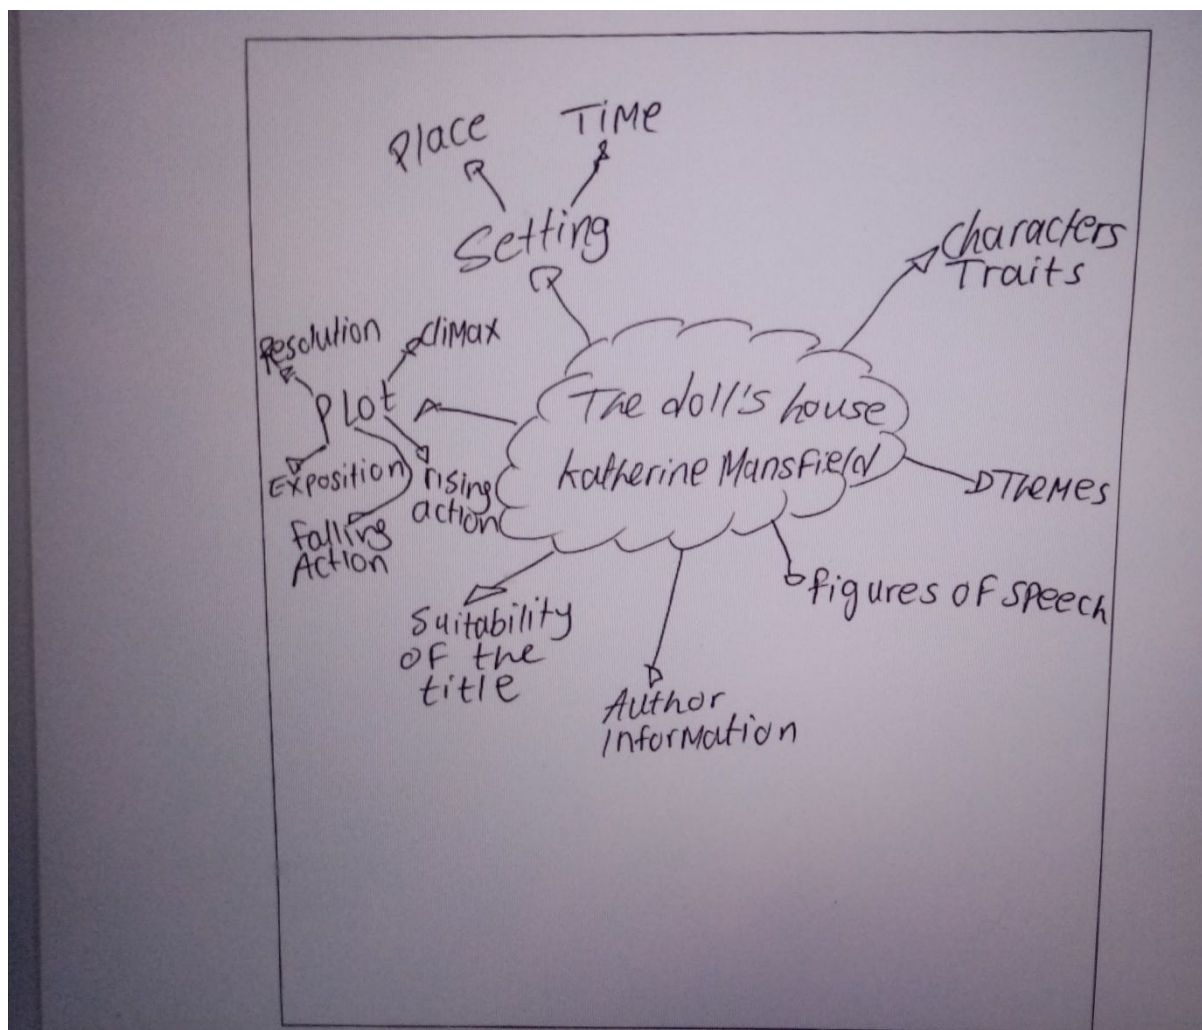 Place
Time
Setting
Characters
Traits
Resolution
Climax
Plot
Exposition
rising
action
Falling
Action
The doll's house
Katherine Mansfield
Themes
figures of speech
Suitability
of the
title
Author
Information